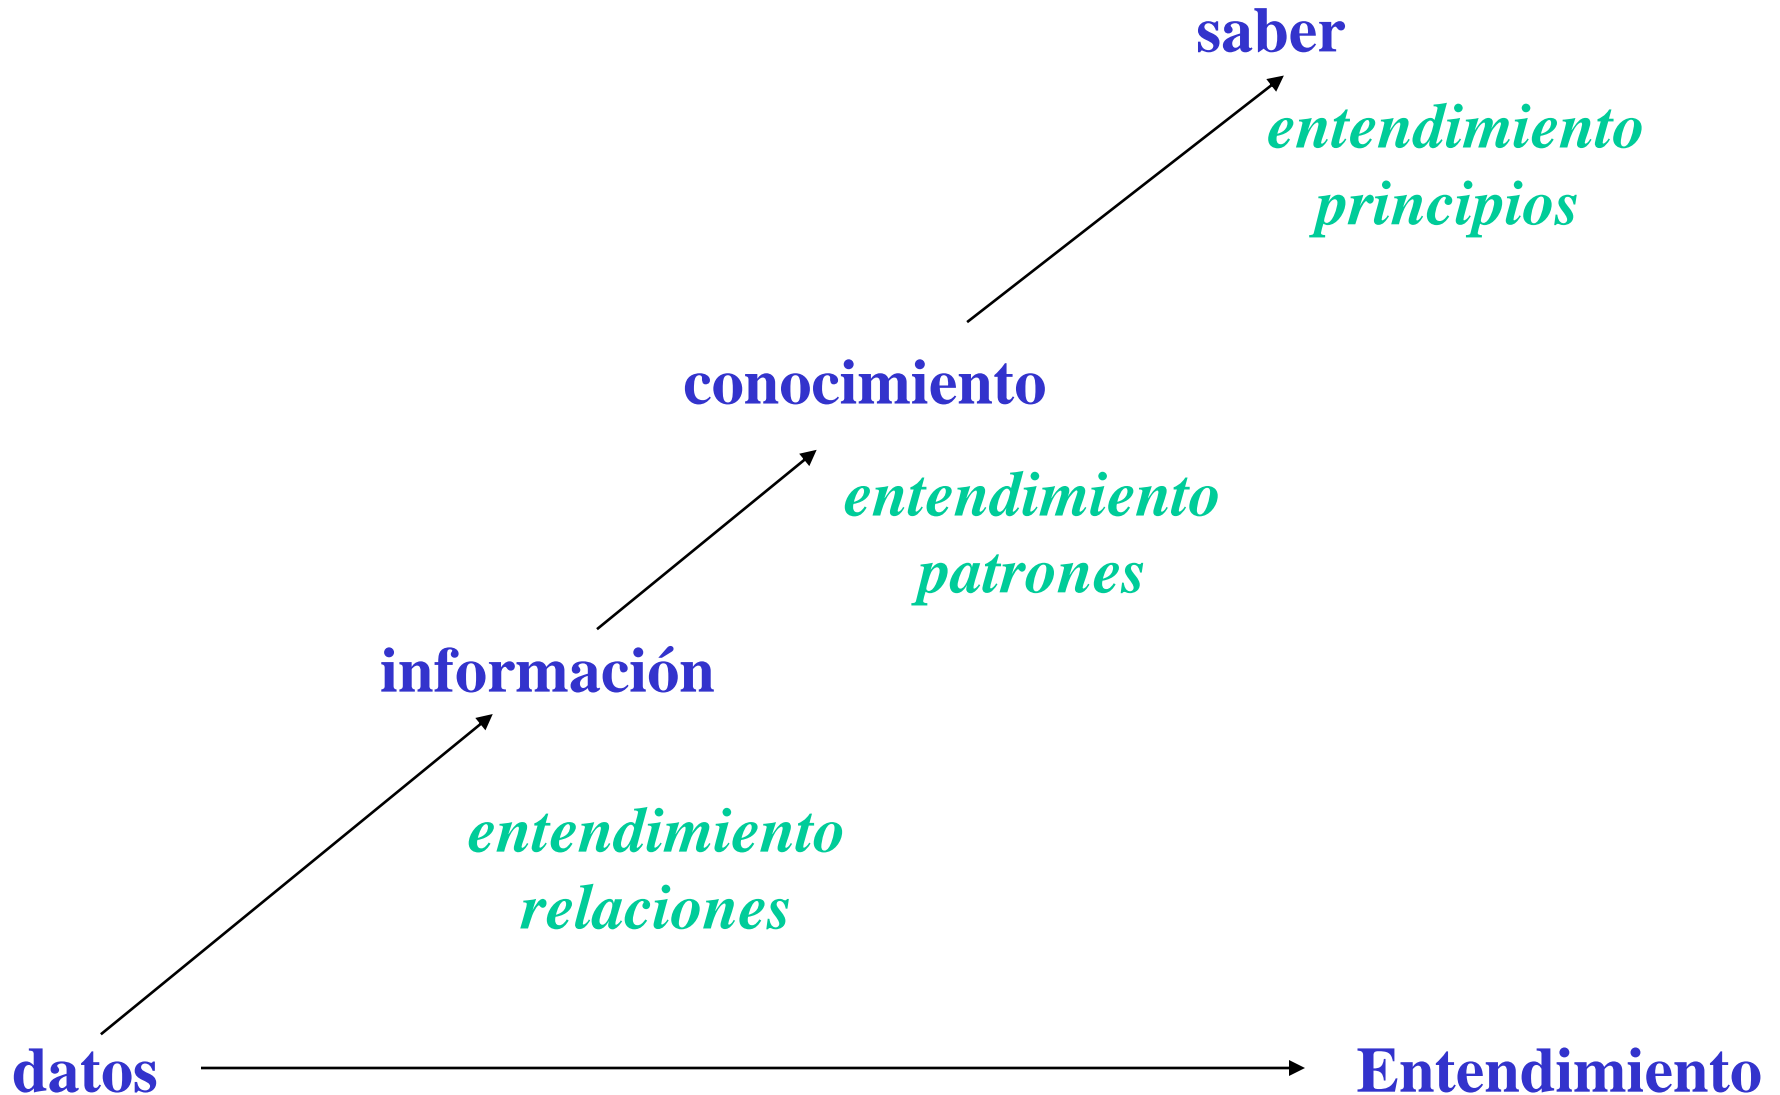 saber
entendimiento
principios
conocimiento
entendimiento
patrones
información
entendimiento
relaciones
datos
Entendimiento